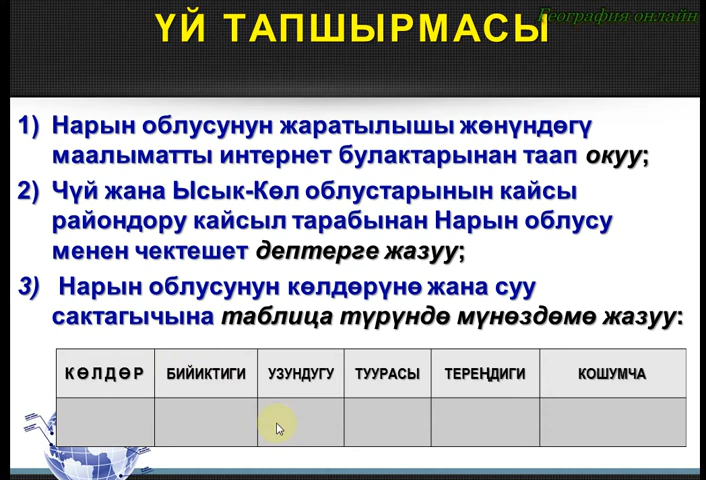 География онлайн
ҮЙ ТАПШЫРМАСЫ
1) Нарын облусунун жаратылышы жөнүндөгү
маалыматты интернет булактарынан таап окуу;
2) Чүй жана Ысык-Көл облустарынын кайсы
райондору кайсыл тарабынан Нарын облусу
менен чектешет дептерге жазуу;
3) Нарын облусунун көлдөрүнө жана суу
сактагычына таблица түрүндө мүнөздөмө жазуу:
КӨЛДӨР БИЙИКТИГИ УЗУНДУГУ ТУУРАСЫ ТЕРЕҢДИГИ КОШУМЧА